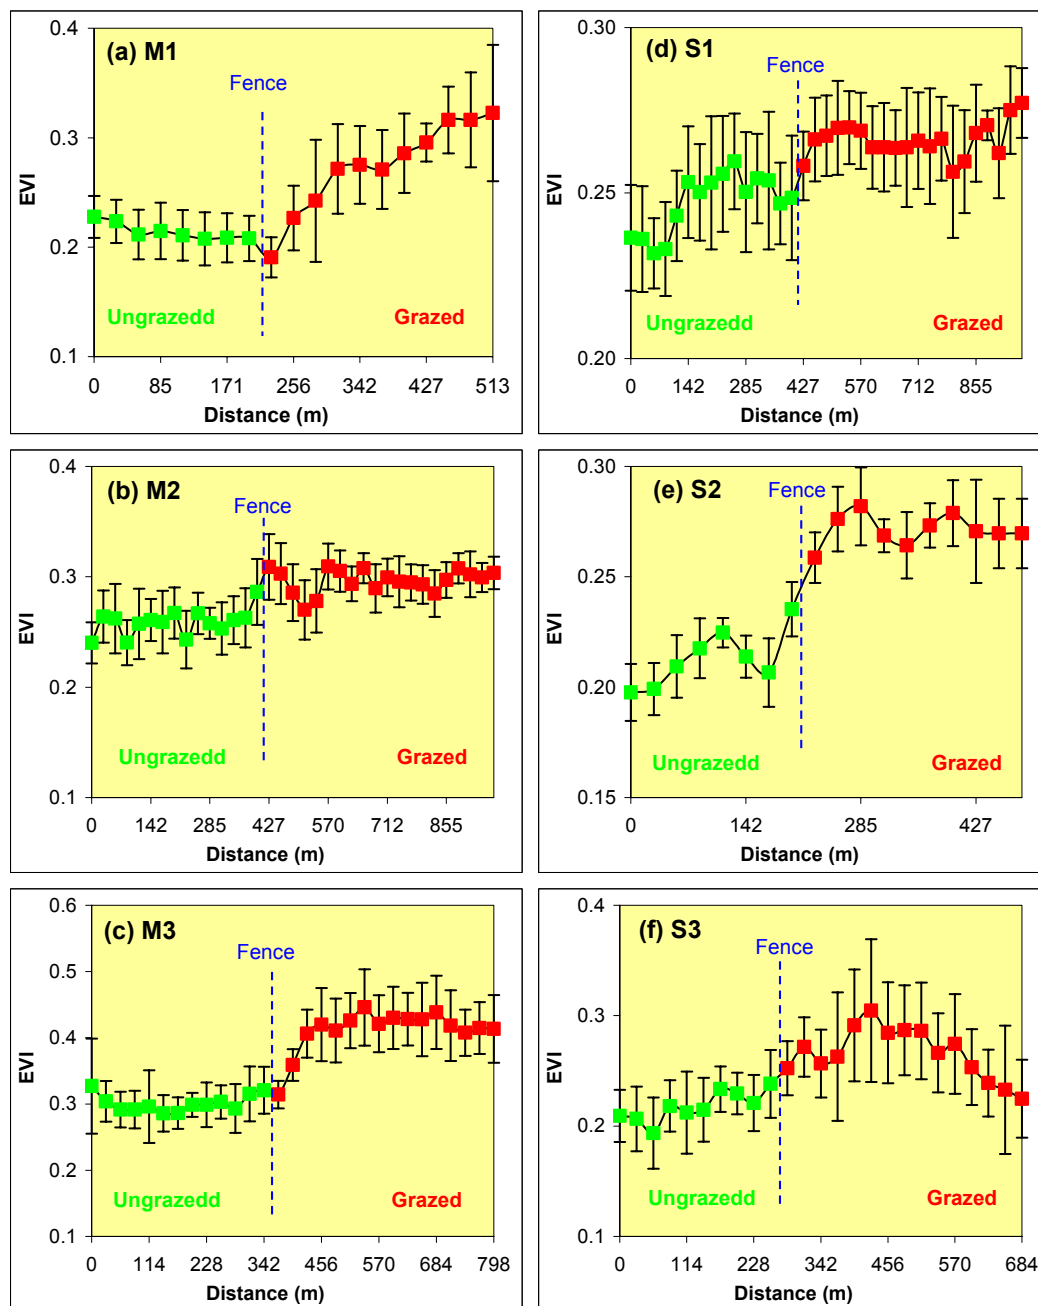 (a) M1
Fence
0.4
0.3
0.2
0.1
EVI
Ungrazedd
Grazed
0 85 171 256 342 427 513
Distance (m)
(d) S1
Fence
0.30
0.25
0.20
EVI
Ungrazedd
Grazed
0 142 285 427 570 712 855
Distance (m)
(b) M2
Fence
0.4
0.3
0.2
0.1
EVI
Ungrazedd
Grazed
0 142 285 427 570 712 855
Distance (m)
(e) S2
Fence
0.30
0.25
0.20
0.15
EVI
Ungrazedd
Grazed
0 142 285 427
Distance (m)
(c) M3
Fence
0.6
0.5
0.4
0.3
0.2
0.1
EVI
Ungrazedd
Grazed
0 114 228 342 456 570 684 798
Distance (m)
(f) S3
Fence
0.4
0.3
0.2
0.1
EVI
Ungrazedd
Grazed
0 114 228 342 456 570 684
Distance (m)